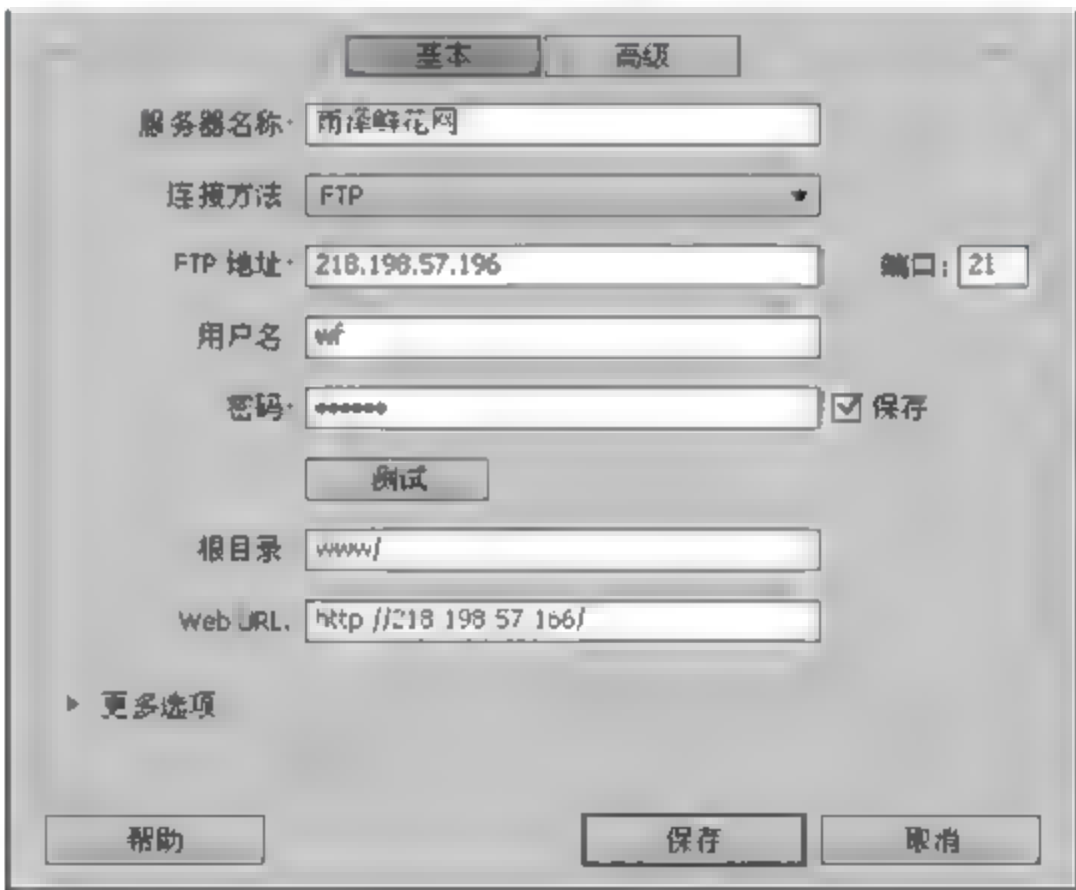 基本 高级
服务器名称: 雨泽鲜花网
连接方法 FTP
FTP 地址: 218.198.57.196 端口: 21
用户名 wf
密码: ●●●●●● 保存
测试
根目录 www/
Web URL: http://218.198.57.166/
更多选项
帮助 保存 取消